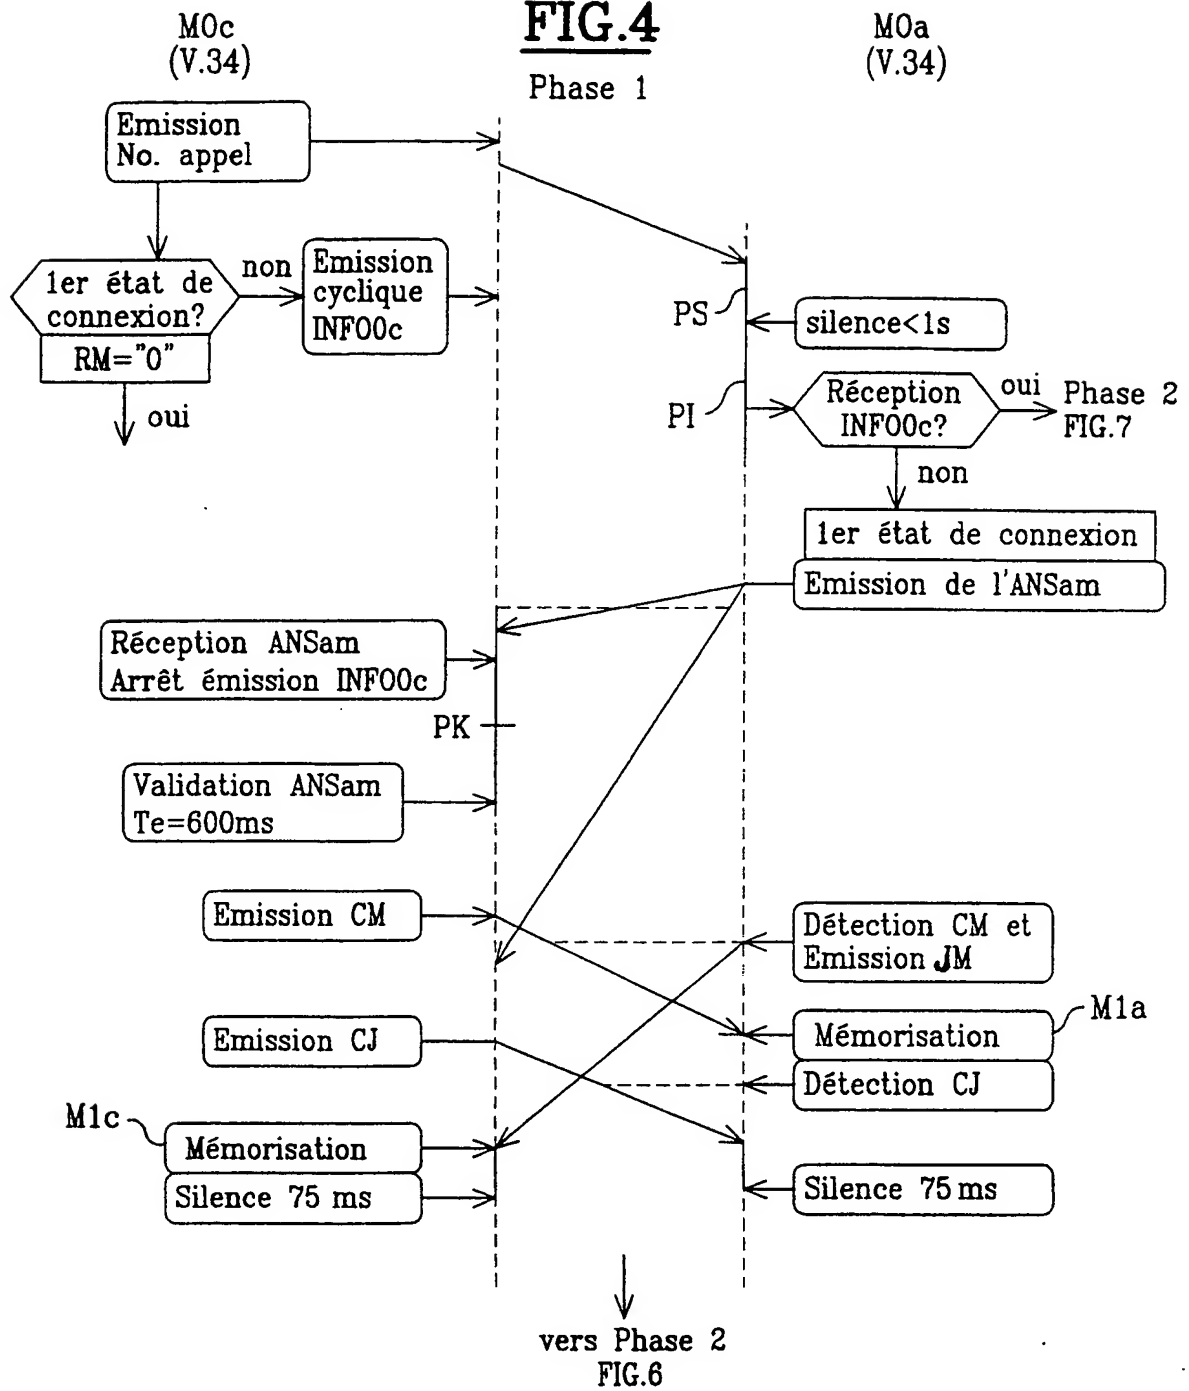 FIG.4
MOc
(V.34)
MOa
(V.34)
Phase 1
Emission
No. appel
1er état de
connexion?
RM="0"
non
oui
Emission
cyclique
INFO0c
PS
silence<1s
PI
Réception
INFO0c?
oui
Phase 2
FIG.7
non
1er état de connexion
Emission de l'ANSam
Réception ANSam
Arrêt émission INFO0c
PK
Validation ANSam
Te=600ms
Emission CM
Détection CM et
Emission JM
Emission CJ
M1a
Mémorisation
Détection CJ
M1c
Mémorisation
Silence 75 ms
Silence 75 ms
vers Phase 2
FIG.6